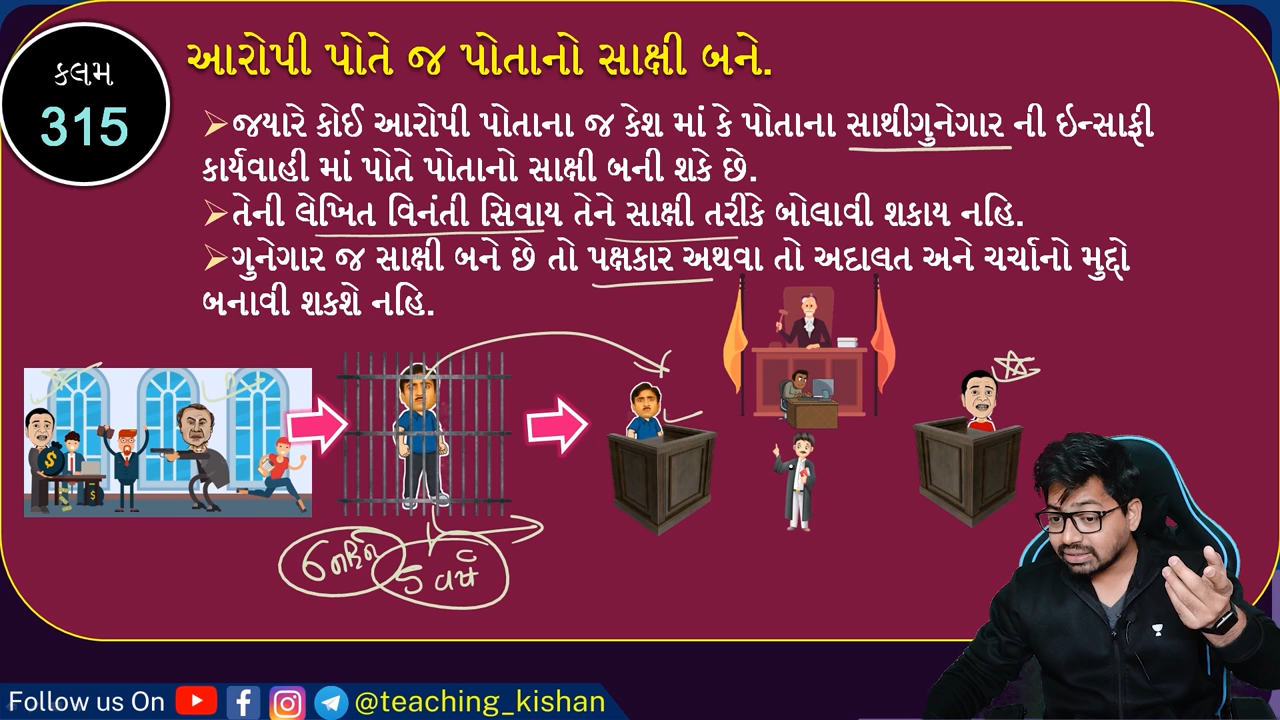 કલમ
315
આરોપી પોતે જ પોતાનો સાક્ષી બને.
➢જયારે કોઈ આરોપી પોતાના જ કેશ માં કે પોતાના સાથીગુનેગાર ની ઇન્સાફી
કાર્યવાહી માં પોતે પોતાનો સાક્ષી બની શકે છે.
➢તેની લેખિત વિનંતી સિવાય તેને સાક્ષી તરીકે બોલાવી શકાય નહિ.
➢ગુનેગાર જ સાક્ષી બને છે તો પક્ષકાર અથવા તો અદાલત અને ચર્ચાનો મુદ્દો
બનાવી શકશે નહિ.
$
$
5 વર્ષ
Follow us On @teaching_kishan